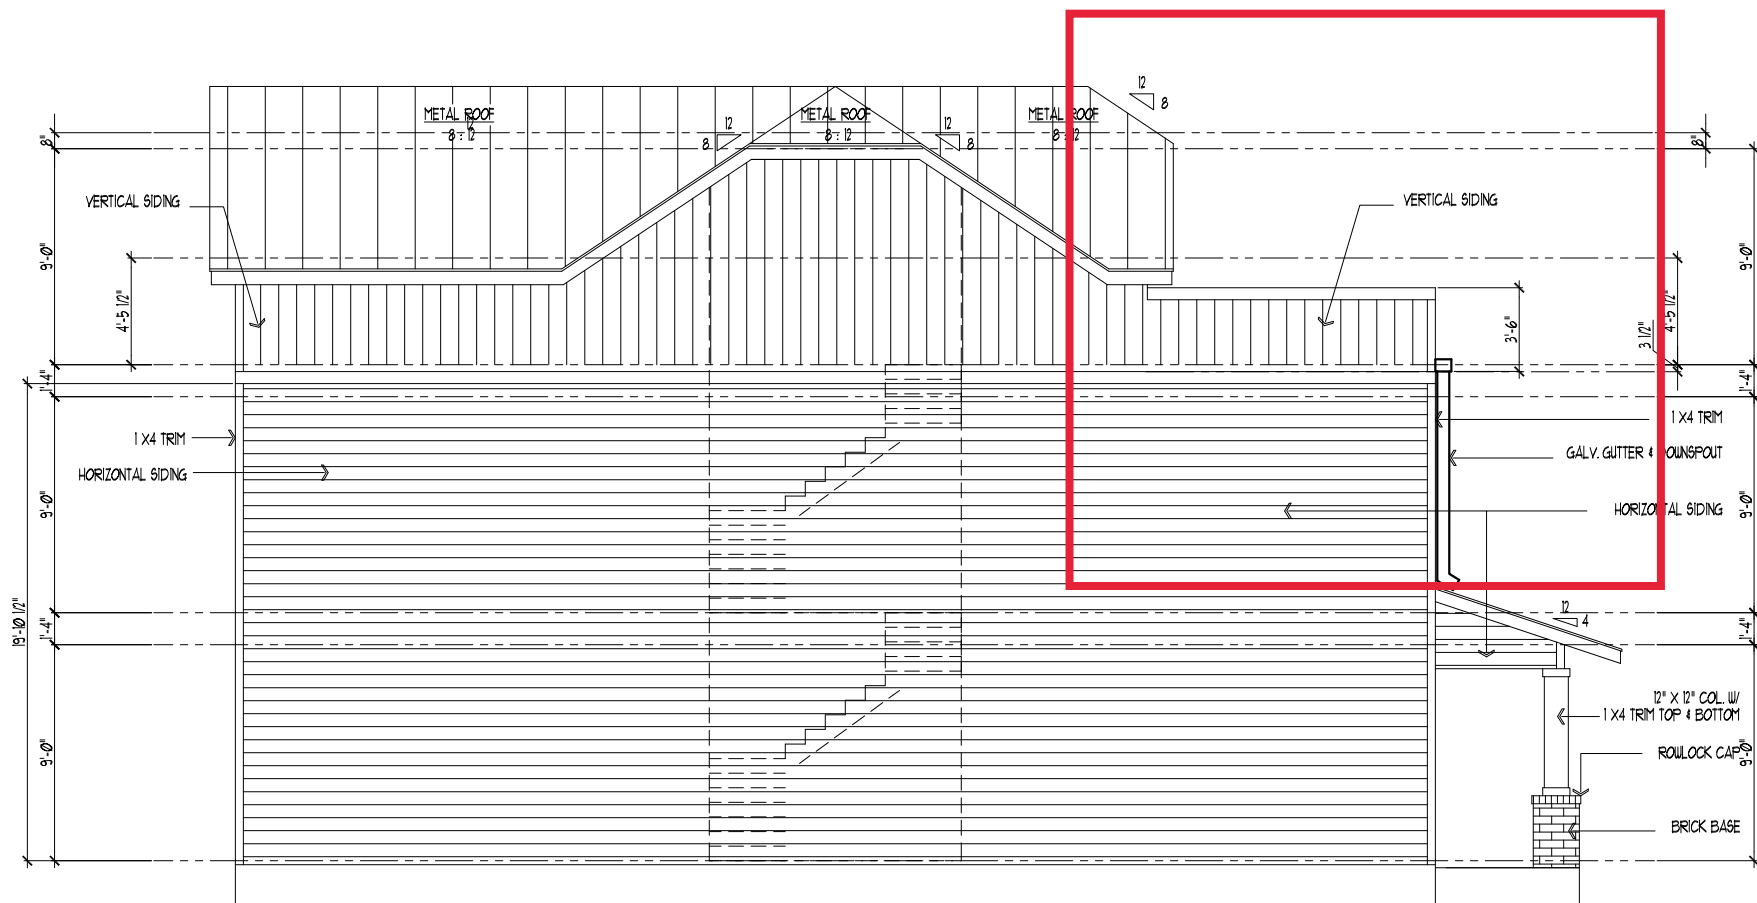 12
8
METAL ROOF
8 : 12
12
METAL ROOF
8 : 12
METAL ROOF
8 : 12
12
8
12
8
8"
8"
VERTICAL SIDING
VERTICAL SIDING
9'-0"
9'-0"
4'-5 1/2"
4'-5 1/2"
3'-6"
3 1/2"
1'-4"
1'-4"
1 X4 TRIM
1 X4 TRIM
HORIZONTAL SIDING
GALV. GUTTER & DOWNSPOUT
9'-0"
HORIZONTAL SIDING
9'-0"
19'-10 1/2"
1'-4"
1'-4"
12
4
12" X 12" COL. W/
1 X4 TRIM TOP & BOTTOM
9'-0"
ROWLOCK CAP
9'-0"
BRICK BASE